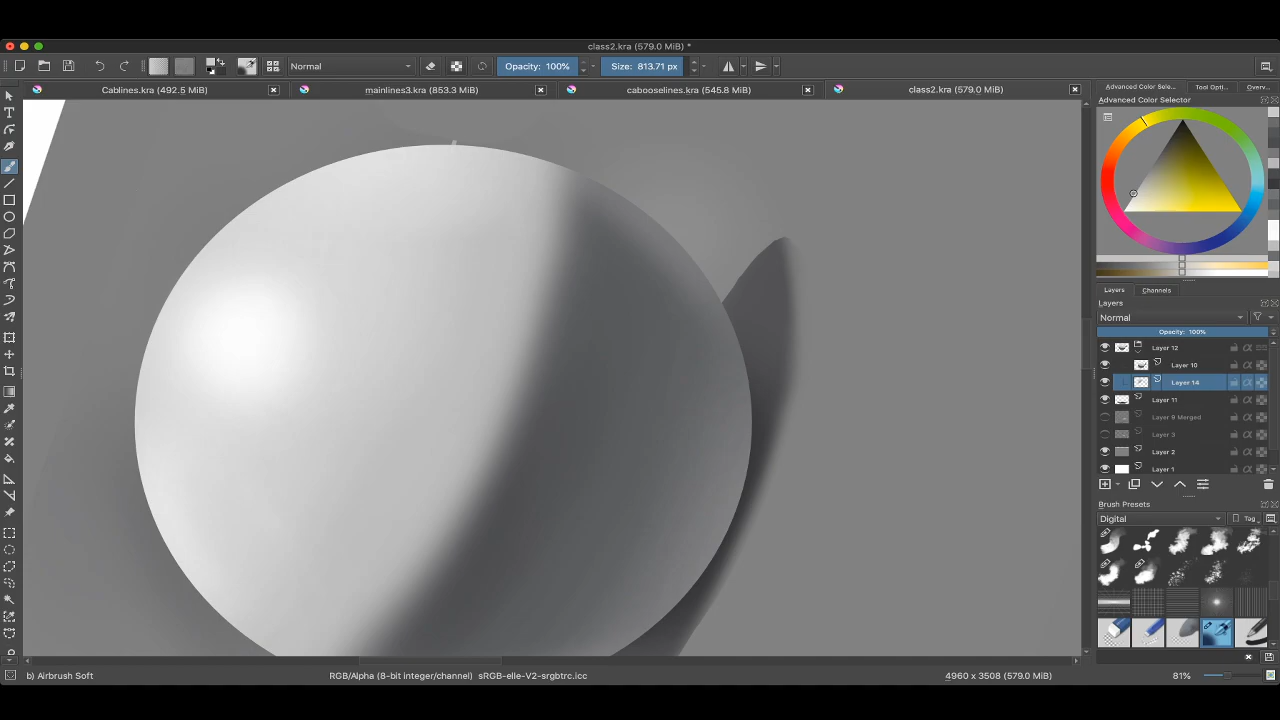 class2.kra (579.0 MiB) *
Normal
Opacity: 100%
Size: 813.71 px
Cablines.kra (492.5 MiB)
mainlines3.kra (853.3 MiB) *
cabooselines.kra (545.8 MiB) *
class2.kra (579.0 MiB) *
Advanced Color Sele...
Tool Opti...
Overv...
Advanced Color Selector
Layers
Channels
Layers
Normal
Opacity: 100%
Layer 12
Layer 10
Layer 14
Layer 11
Layer 9 Merged
Layer 3
Layer 2
Layer 1
Brush Presets
Digital
Tag
b) Airbrush Soft
RGB/Alpha (8-bit integer/channel) sRGB-elle-V2-srgbtrc.icc
4960 x 3508 (579.0 MiB)
81%